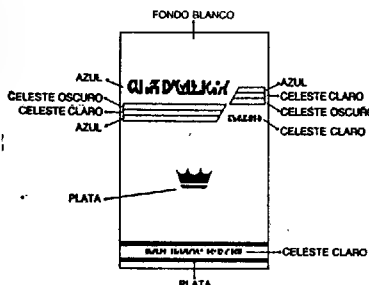 FONDO BLANCO
AZUL
AZUL
CELESTE OSCURO
CELESTE CLARO
CELESTE CLARO
CELESTE OSCURO
AZUL
CELESTE CLARO
PLATA
CELESTE CLARO
PLATA